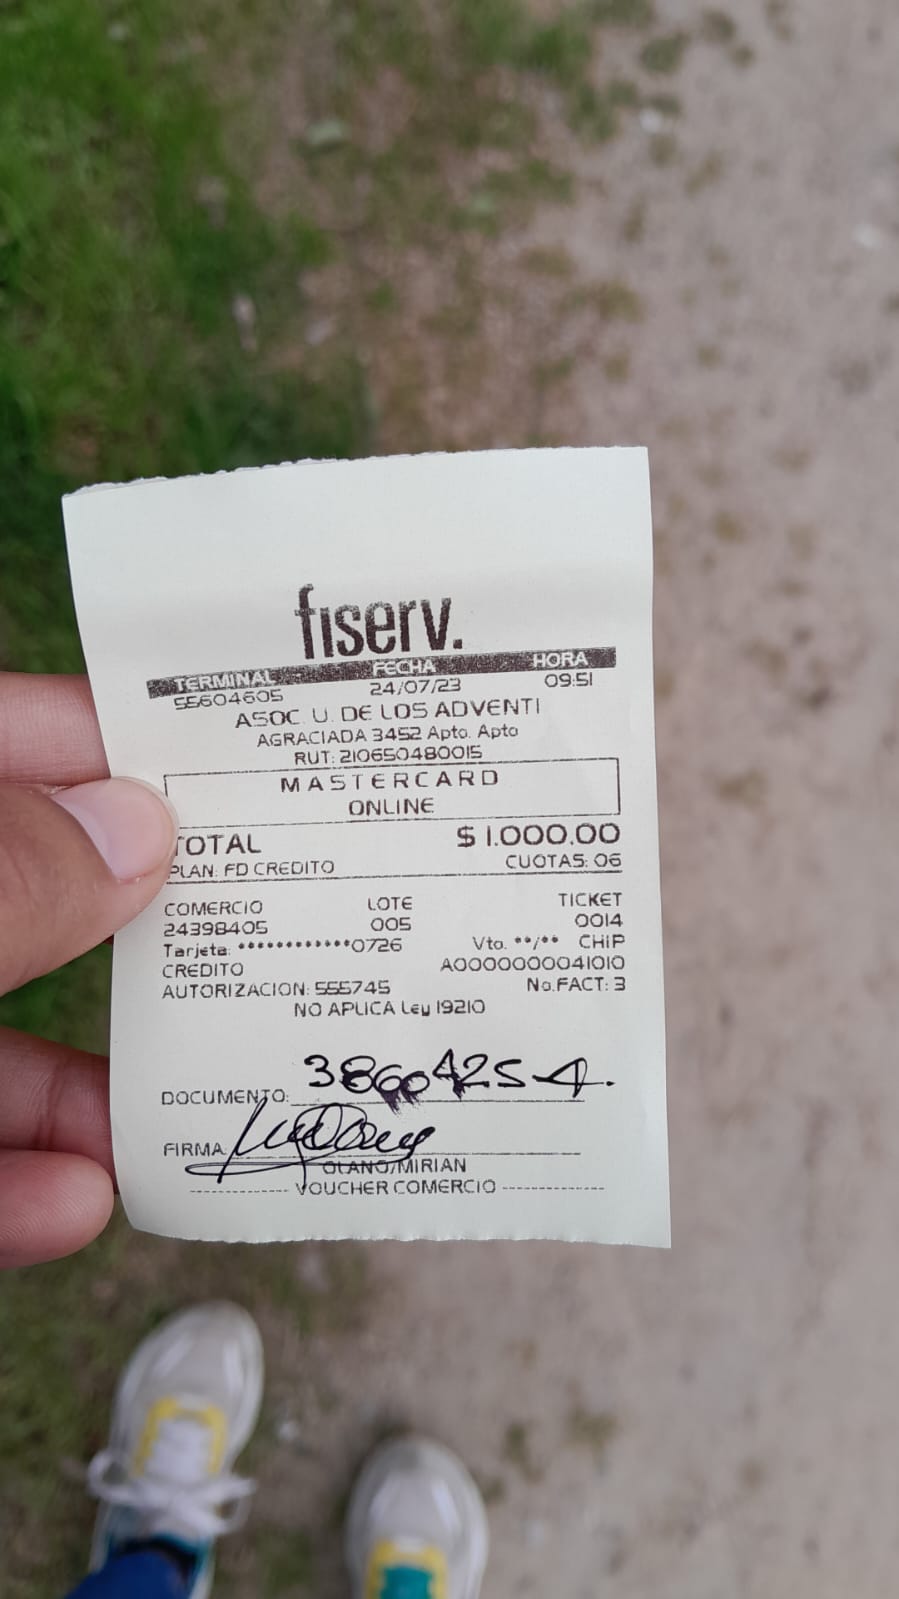 fiserv.
TERMINAL FECHA HORA
55604605 24/07/23 09:51
ASOC. U. DE LOS ADVENTI
AGRACIADA 3452 Apto. Apto
RUT: 210650480015
MASTERCARD
ONLINE
TOTAL $ 1.000.00
PLAN: FD CREDITO CUOTAS: 06
COMERCIO LOTE TICKET
24398405 005 0014
Tarjeta: ************0726 Vto. **/** CHIP
CREDITO A0000000041010
AUTORIZACION: 555745 No.FACT: 3
NO APLICA Ley 19210
DOCUMENTO:
FIRMA
OLANO/MIRIAN
VOUCHER COMERCIO